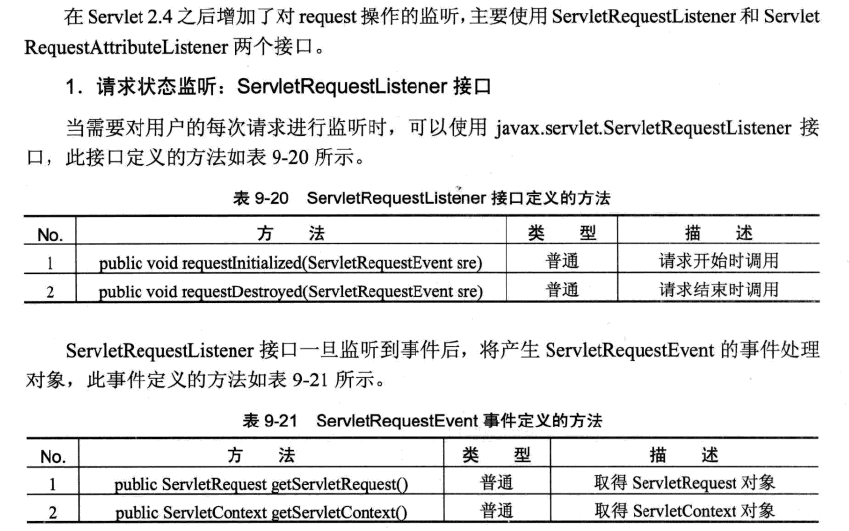 在 Servlet 2.4 之后增加了对 request 操作的监听，主要使用 ServletRequestListener 和 Servlet
RequestAttributeListener 两个接口。
1．请求状态监听：ServletRequestListener 接口
当需要对用户的每次请求进行监听时，可以使用 javax.servlet.ServletRequestListener 接
口，此接口定义的方法如表 9-20 所示。
表 9-20 ServletRequestListener 接口定义的方法
No. 方 法 类 型 描 述
1 public void requestInitialized(ServletRequestEvent sre) 普通 请求开始时调用
2 public void requestDestroyed(ServletRequestEvent sre) 普通 请求结束时调用
ServletRequestListener 接口一旦监听到事件后，将产生 ServletRequestEvent 的事件处理
对象，此事件定义的方法如表 9-21 所示。
表 9-21 ServletRequestEvent 事件定义的方法
No. 方 法 类 型 描 述
1 public ServletRequest getServletRequest() 普通 取得 ServletRequest 对象
2 public ServletContext getServletContext() 普通 取得 ServletContext 对象